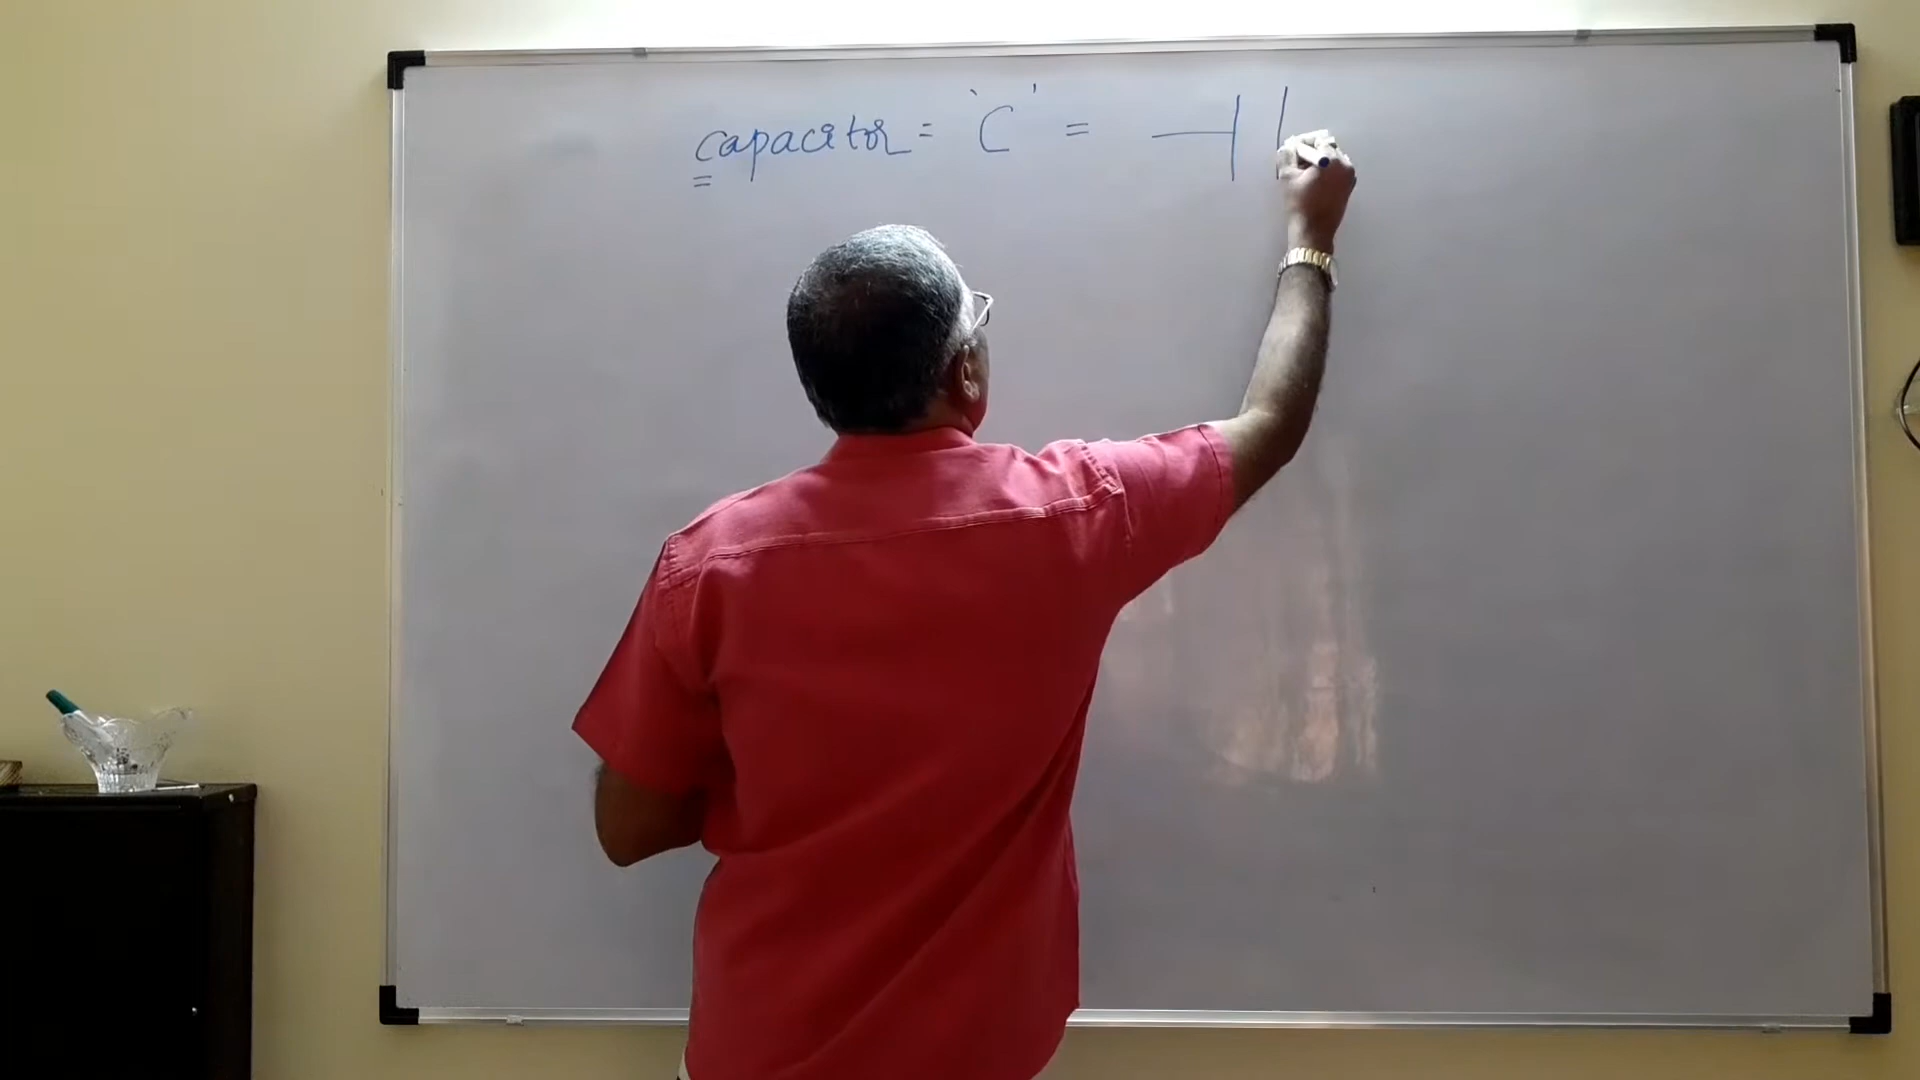 capacitor = 'C' =